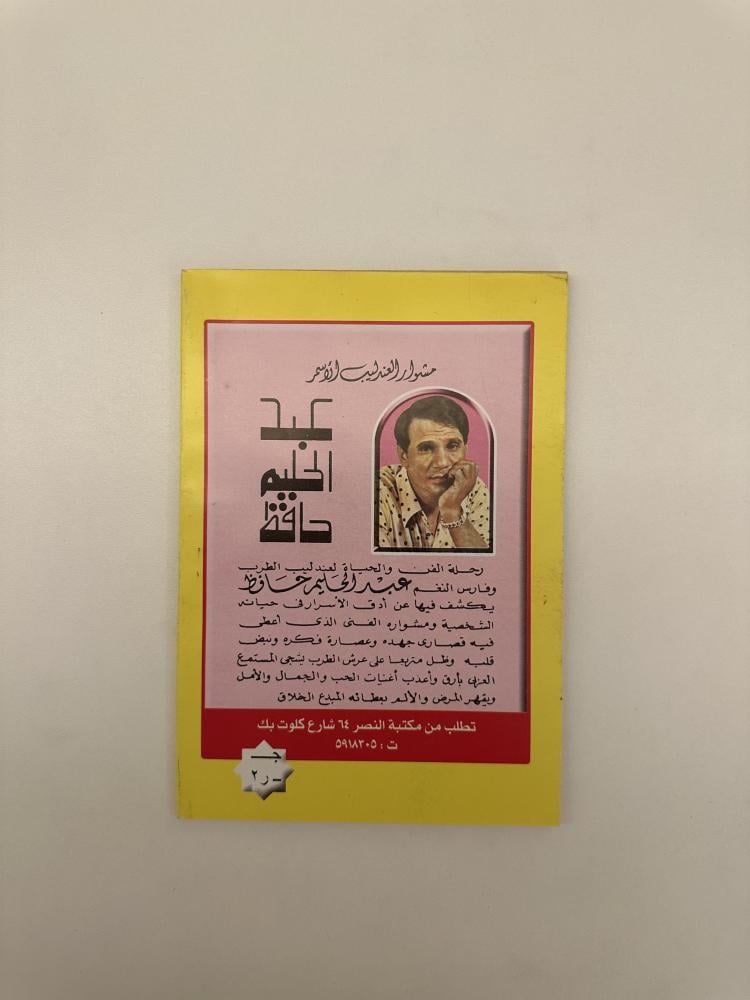 مشوار العندليب الأسمر
عبد
الحليم
حافظ
رحلة الفن والحياة لعندليب الطرب
وفارس النغم عبد الحليم حافظ
يكشف فيها عن أدق الأسرار فى حياته
الشخصية ومشواره الفنى الذى أعطى
فيه قصارى جهده وعصارة فكره ونبض
قلبه وظل متربعا على عرش الطرب يشجى المستمع
العربى بأرق وأعذب أغنيات الحب والجمال والأمل
ويقهر المرض والألم بعطائه المبدع الخلاق
تطلب من مكتبة النصر ٦٤ شارع كلوت بك
ت : ٥٩١٨٣٠٥
جـ
٢ر ـ